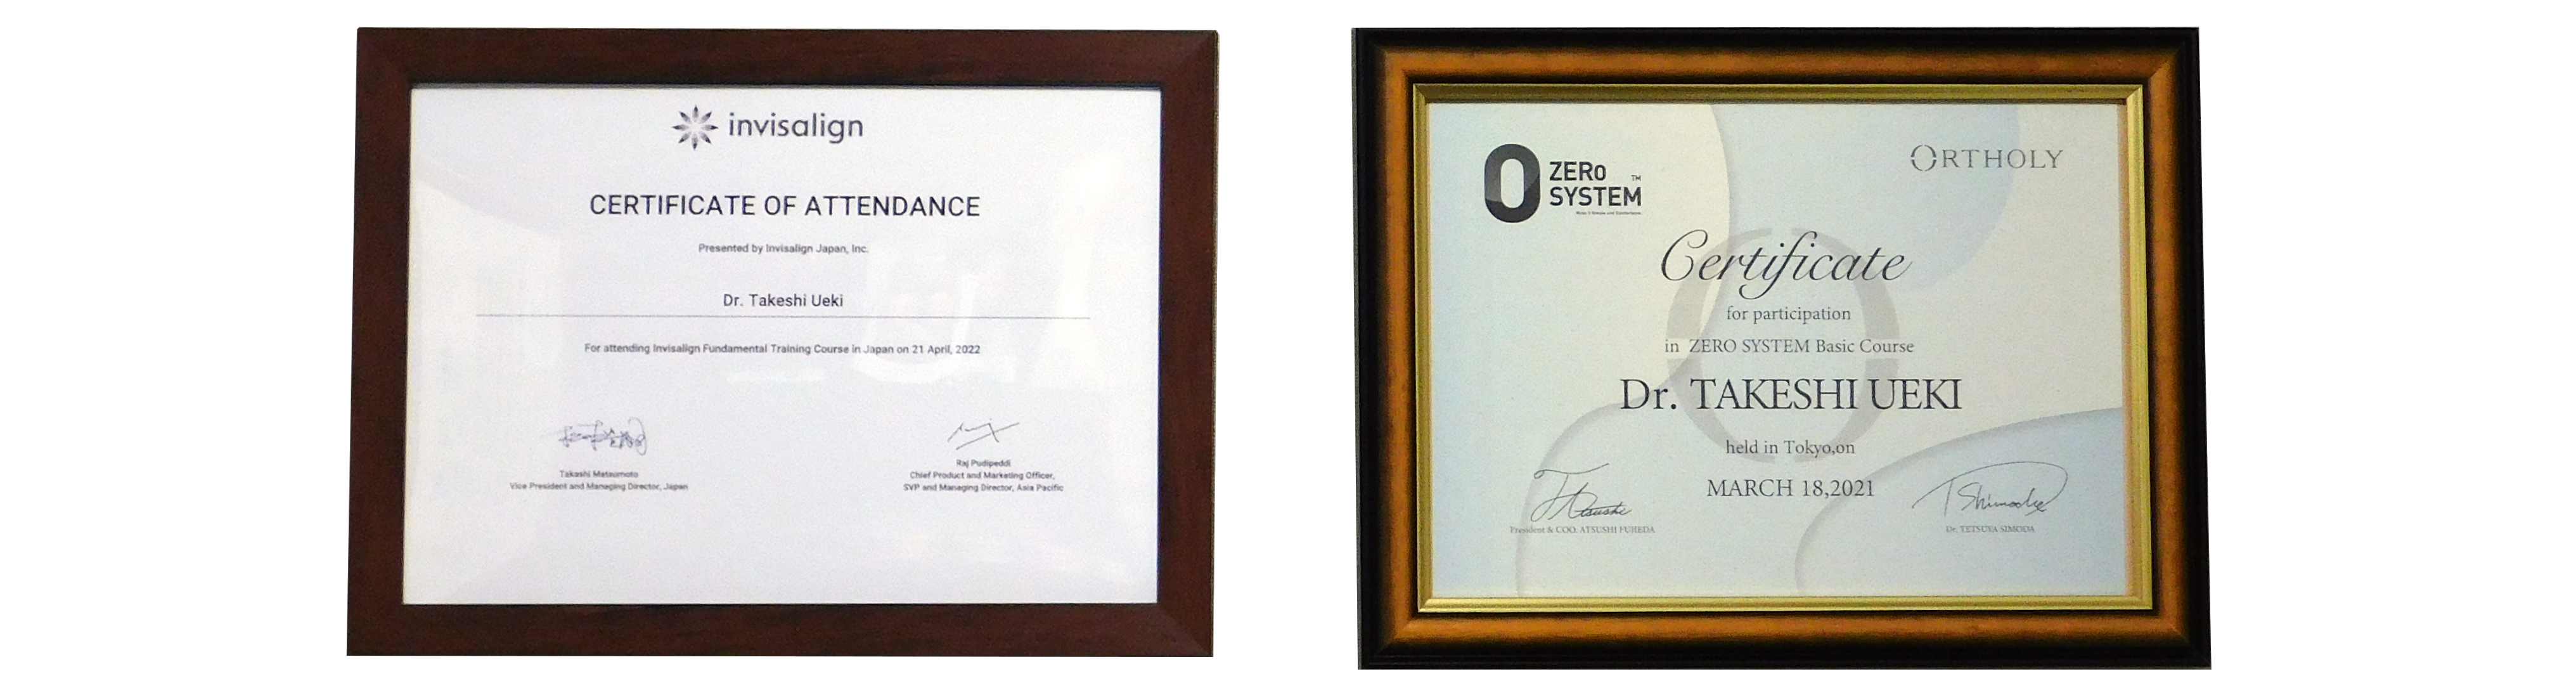 invisalign
CERTIFICATE OF ATTENDANCE
Presented by Invisalign Japan, Inc.
Dr. Takeshi Ueki
For attending Invisalign Fundamental Training Course in Japan on 21 April, 2022
Takashi Matsumoto
Vice President and Managing Director, Japan
Raj Pudipeddi
Chief Product and Marketing Officer,
SVP and Managing Director, Asia Pacific
ZERo
SYSTEM ™
ORTHOLY
Certificate
for participation
in ZERO SYSTEM Basic Course
Dr. TAKESHI UEKI
held in Tokyo,on
MARCH 18,2021
President & COO. ATSUSHI FUJIEDA
Dr. TETSUYA SIMODA